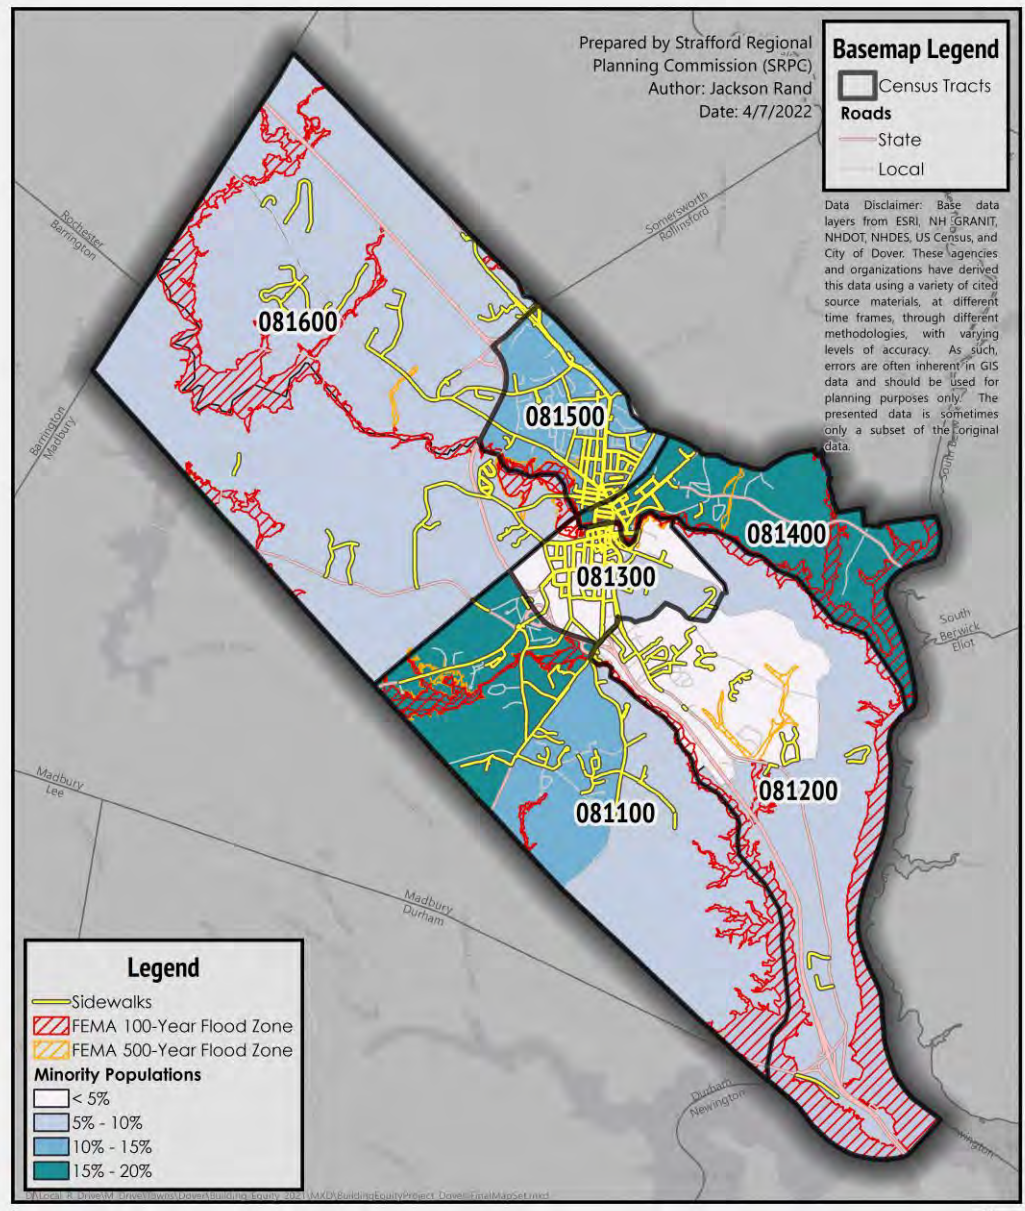 Prepared by Strafford Regional
Planning Commission (SRPC)
Author: Jackson Rand
Date: 4/7/2022
Basemap Legend
Census Tracts
Roads
State
Local
Data Disclaimer: Base data
layers from ESRI, NH GRANIT,
NHDOT, NHDES, US Census, and
City of Dover. These agencies
and organizations have derived
this data using a variety of cited
source materials, at different
time frames, through different
methodologies, with varying
levels of accuracy. As such,
errors are often inherent in GIS
data and should be used for
planning purposes only. The
presented data is sometimes
only a subset of the original
data.
Rochester
Barrington
Somersworth
Rollinsford
Barrington
Madbury
081600
081500
081400
081300
081200
081100
South
Berwick
Eliot
Madbury
Lee
Madbury
Durham
Durham
Newington
Legend
Sidewalks
FEMA 100-Year Flood Zone
FEMA 500-Year Flood Zone
Minority Populations
< 5%
5% - 10%
10% - 15%
15% - 20%